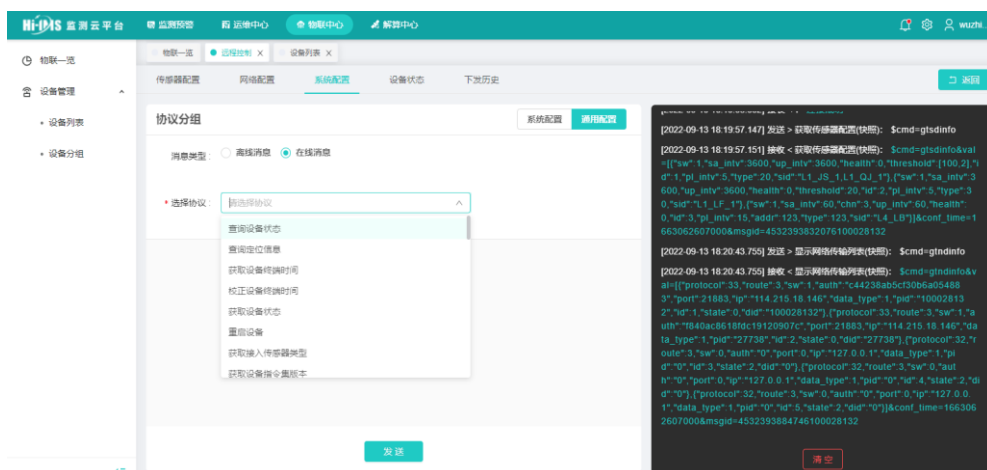 Hi-IMS 监测云平台
监测预警
运维中心
物联中心
解算中心
wuzhi...
物联一览
设备管理
设备列表
设备分组
物联一览
远程控制 X
设备列表 X
传感器配置
网络配置
系统配置
设备状态
下发历史
返回
协议分组
系统配置
通用配置
消息类型:
离线消息
在线消息
* 选择协议:
请选择协议
查询设备状态
查询定位信息
获取设备终端时间
校正设备终端时间
获取设备状态
重启设备
获取接入传感器类型
获取设备指令集版本
发送
[2022-09-13 18:19:57.147] 发送 > 获取传感器配置(快照): $cmd=gtsdinfo
[2022-09-13 18:19:57.151] 接收 < 获取传感器配置(快照): $cmd=gtsdinfo&val
=[{"sw":1,"sa_intv":3600,"up_intv":3600,"health":0,"threshold":[100,2],"i
d":1,"pl_intv":5,"type":20,"sid":"L1_JS_1,L1_QJ_1"},{"sw":1,"sa_intv":3
600,"up_intv":3600,"health":0,"threshold":20,"id":2,"pl_intv":5,"type":3
0,"sid":"L1_LF_1"},{"sw":1,"sa_intv":60,"chn":3,"up_intv":60,"health":
0,"id":3,"pl_intv":15,"addr":123,"type":123,"sid":"L4_LB"}]&conf_time=1
663062607000&msgid=4532393832076100028132
[2022-09-13 18:20:43.755] 发送 > 显示网络传输列表(快照): $cmd=gtndinfo
[2022-09-13 18:20:43.755] 接收 < 显示网络传输列表(快照): $cmd=gtndinfo&v
al=[{"protocol":33,"route":3,"sw":1,"auth":"c44238ab5cf30b6a05488
3","port":21883,"ip":"114.215.18.146","data_type":1,"pid":"10002813
2","id":1,"state":0,"did":"100028132"},{"protocol":33,"route":3,"sw":1,"a
uth":"f840ac8618fdc19120907c","port":21883,"ip":"114.215.18.146","da
ta_type":1,"pid":"27738","id":2,"state":0,"did":"27738"},{"protocol":32,"r
oute":3,"sw":0,"auth":"0","port":0,"ip":"127.0.0.1","data_type":1,"pi
d":"0","id":3,"state":2,"did":"0"},{"protocol":32,"route":3,"sw":0,"aut
h":"0","port":0,"ip":"127.0.0.1","data_type":1,"pid":"0","id":4,"state":2,"di
d":"0"},{"protocol":32,"route":3,"sw":0,"auth":"0","port":0,"ip":"127.0.0.
1","data_type":1,"pid":"0","id":5,"state":2,"did":"0"}]&conf_time=166306
2607000&msgid=4532393884746100028132
清空